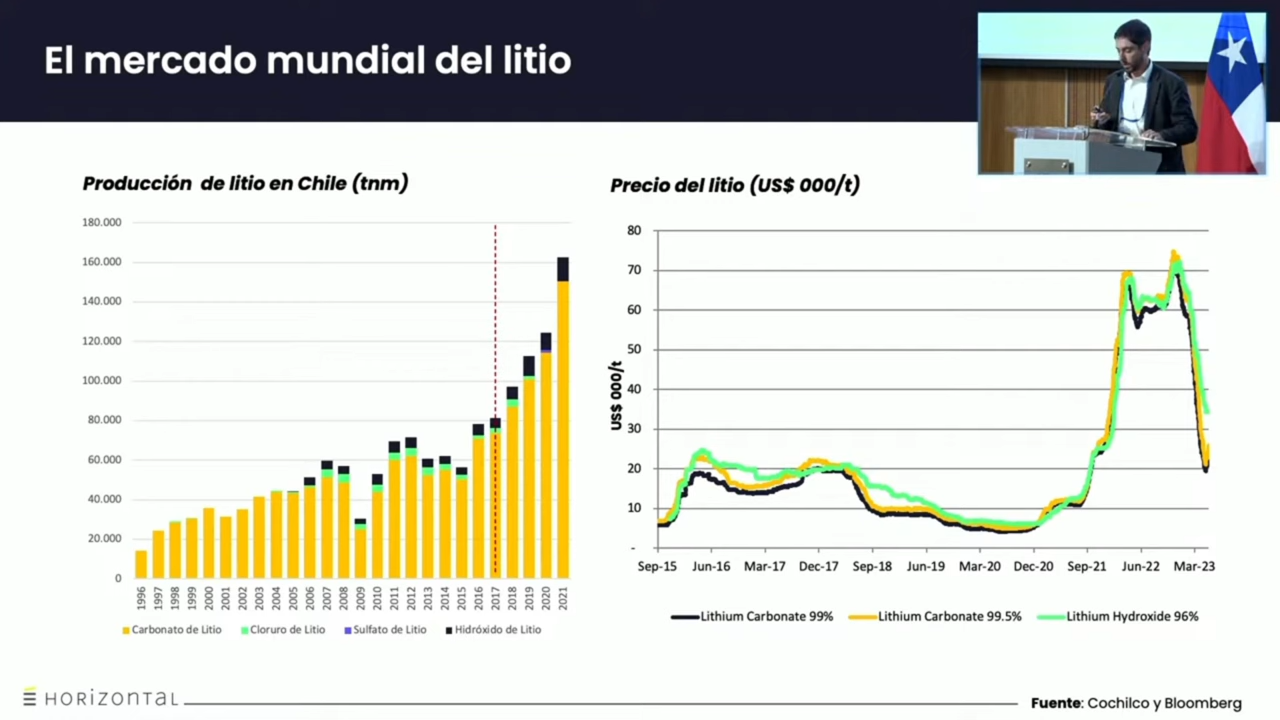 El mercado mundial del litio
Producción de litio en Chile (tnm)
180.000
160.000
140.000
120.000
100.000
80.000
60.000
40.000
20.000
0
1996
1997
1998
1999
2000
2001
2002
2003
2004
2005
2006
2007
2008
2009
2010
2011
2012
2013
2014
2015
2016
2017
2018
2019
2020
2021
Carbonato de Litio
Cloruro de Litio
Sulfato de Litio
Hidróxido de Litio
Precio del litio (US$ 000/t)
US$ 000/t
80
70
60
50
40
30
20
10
-
Sep-15
Jun-16
Mar-17
Dec-17
Sep-18
Jun-19
Mar-20
Dec-20
Sep-21
Jun-22
Mar-23
Lithium Carbonate 99%
Lithium Carbonate 99.5%
Lithium Hydroxide 96%
HORIZONTAL
Fuente: Cochilco y Bloomberg